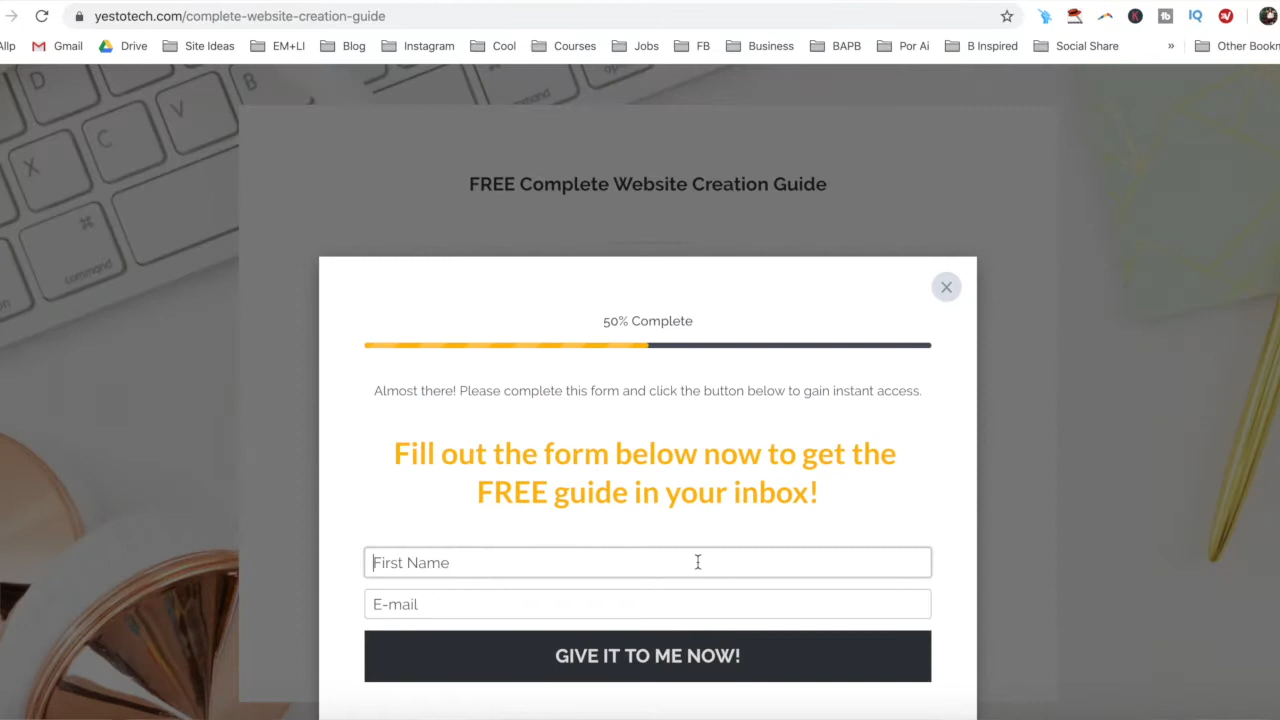 yestotech.com/complete-website-creation-guide
Gmail Drive Site Ideas EM+LI Blog Instagram Cool Courses Jobs FB Business BAPB Por Ai B Inspired Social Share » Other Bookm
D
B
V
C
X
⌘
command
FREE Complete Website Creation Guide
50% Complete
Almost there! Please complete this form and click the button below to gain instant access.
Fill out the form below now to get the
FREE guide in your inbox!
First Name
E-mail
GIVE IT TO ME NOW!